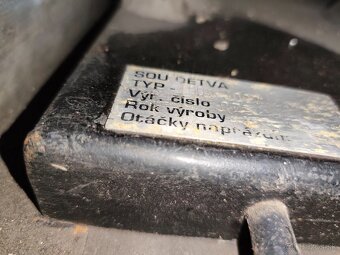 SOU DETVA
TYP -
Výr. číslo
Rok výroby
Otáčky naprázdno